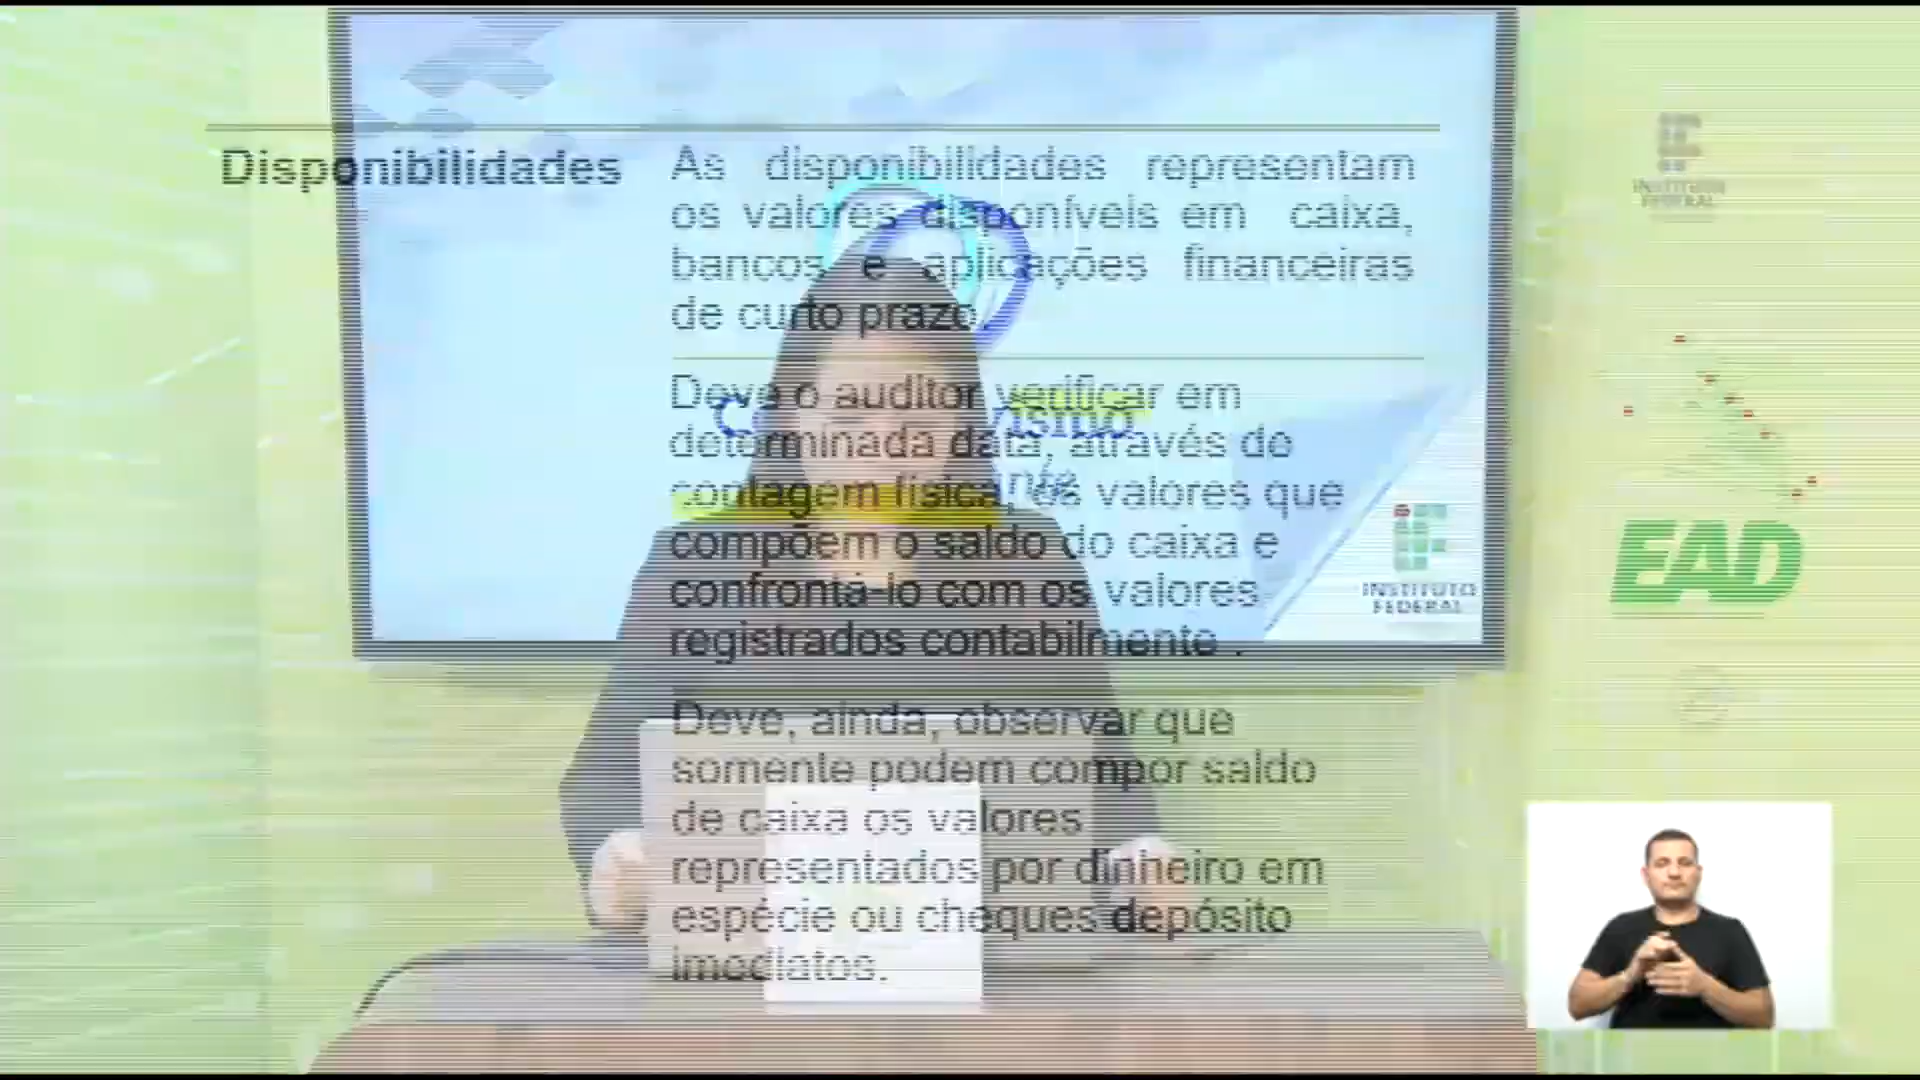 Disponibilidades
As disponibilidades representam
os valores disponíveis em caixa,
bancos e aplicações financeiras
de curto prazo.
Deve o auditor verificar em
determinada data, através de
contagem física, os valores que
compõem o saldo do caixa e
confrontá-lo com os valores
registrados contabilmente .
Deve, ainda, observar que
somente podem compor saldo
de caixa os valores
representados por dinheiro em
espécie ou cheques depósito
imediatos.
INSTITUTO
FEDERAL
EAD
INSTITUTO
FEDERAL